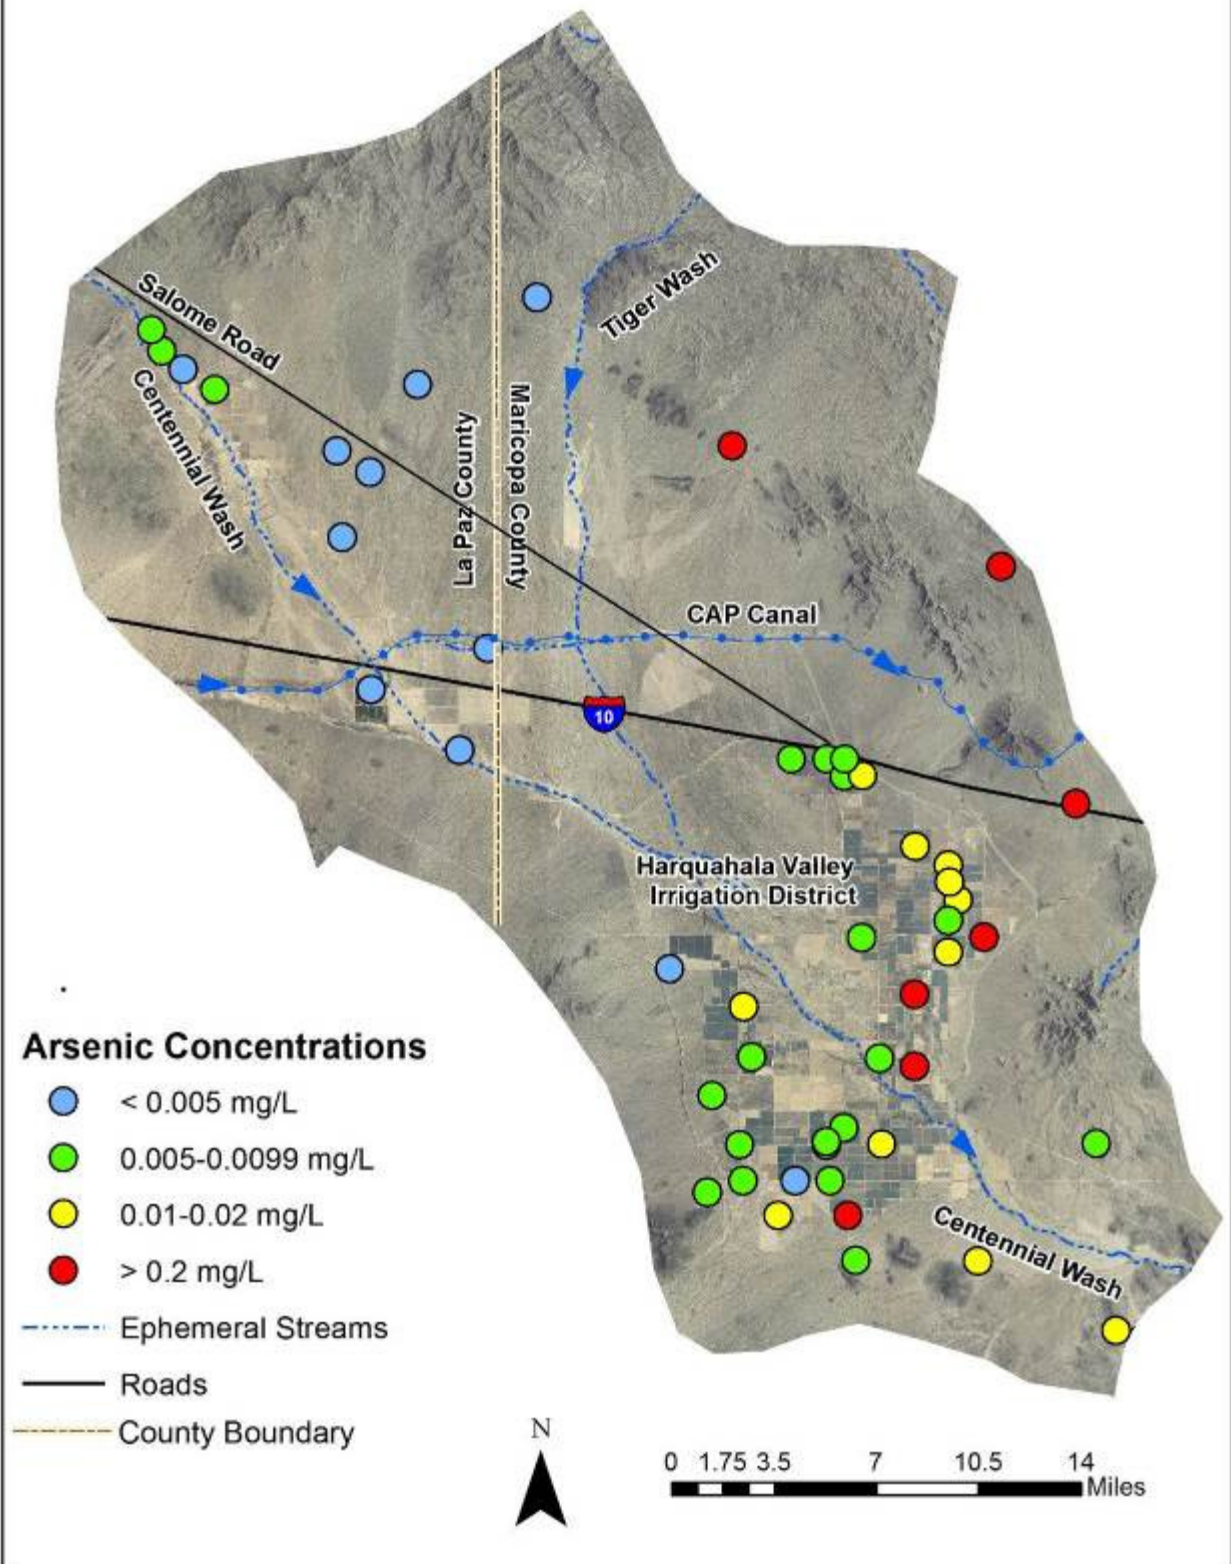 Salome Road
Tiger Wash
Centennial Wash
La Paz County
Maricopa County
CAP Canal
10
Harquahala Valley
Irrigation District
Centennial Wash
Arsenic Concentrations
< 0.005 mg/L
0.005-0.0099 mg/L
0.01-0.02 mg/L
> 0.2 mg/L
Ephemeral Streams
Roads
County Boundary
N
0 1.75 3.5 7 10.5 14
Miles